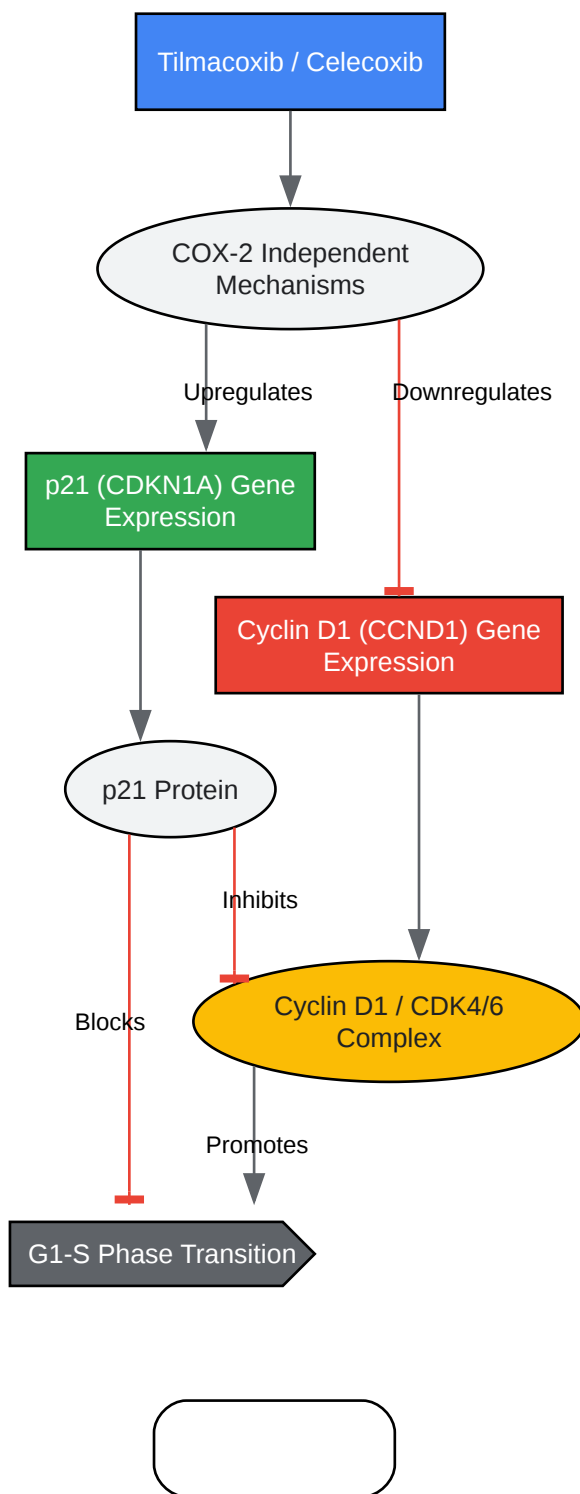 Tilmacoxib / Celecoxib
COX-2 Independent
Mechanisms
Upregulates
Downregulates
p21 (CDKN1A) Gene
Expression
Cyclin D1 (CCND1) Gene
Expression
p21 Protein
Inhibits
Cyclin D1 / CDK4/6
Complex
Blocks
Promotes
G1-S Phase Transition